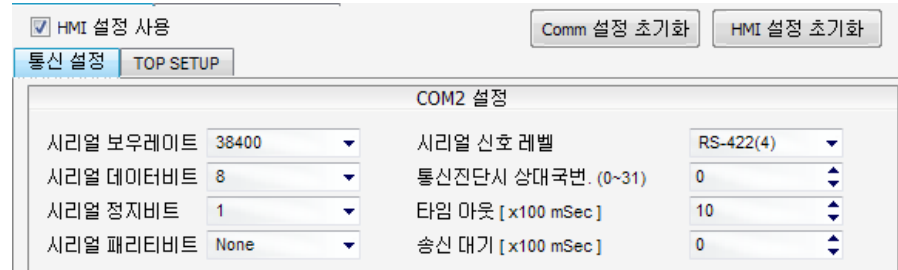 HMI 설정 사용
Comm 설정 초기화
HMI 설정 초기화
통신 설정
TOP SETUP
COM2 설정
시리얼 보우레이트 38400
시리얼 신호 레벨 RS-422(4)
시리얼 데이터비트 8
통신진단시 상대국번. (0~31) 0
시리얼 정지비트 1
타임 아웃 [ x100 mSec ] 10
시리얼 패리티비트 None
송신 대기 [ x100 mSec ] 0